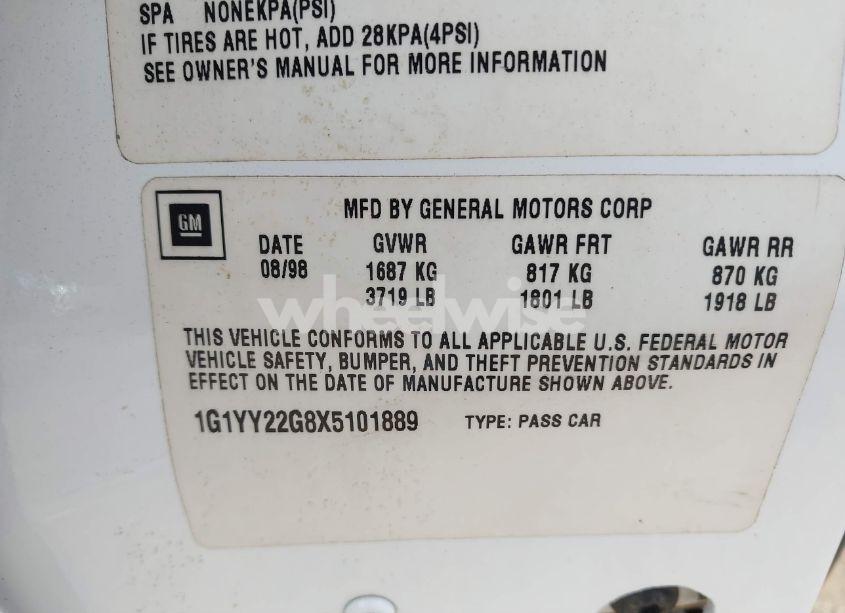 SPA NONEKPA(PSI)
IF TIRES ARE HOT, ADD 28KPA(4PSI)
SEE OWNER'S MANUAL FOR MORE INFORMATION
GM
MFD BY GENERAL MOTORS CORP
DATE GVWR GAWR FRT GAWR RR
08/98 1687 KG 817 KG 870 KG
3719 LB 1801 LB 1918 LB
wheelwise
THIS VEHICLE CONFORMS TO ALL APPLICABLE U.S. FEDERAL MOTOR
VEHICLE SAFETY, BUMPER, AND THEFT PREVENTION STANDARDS IN
EFFECT ON THE DATE OF MANUFACTURE SHOWN ABOVE.
1G1YY22G8X5101889 TYPE: PASS CAR